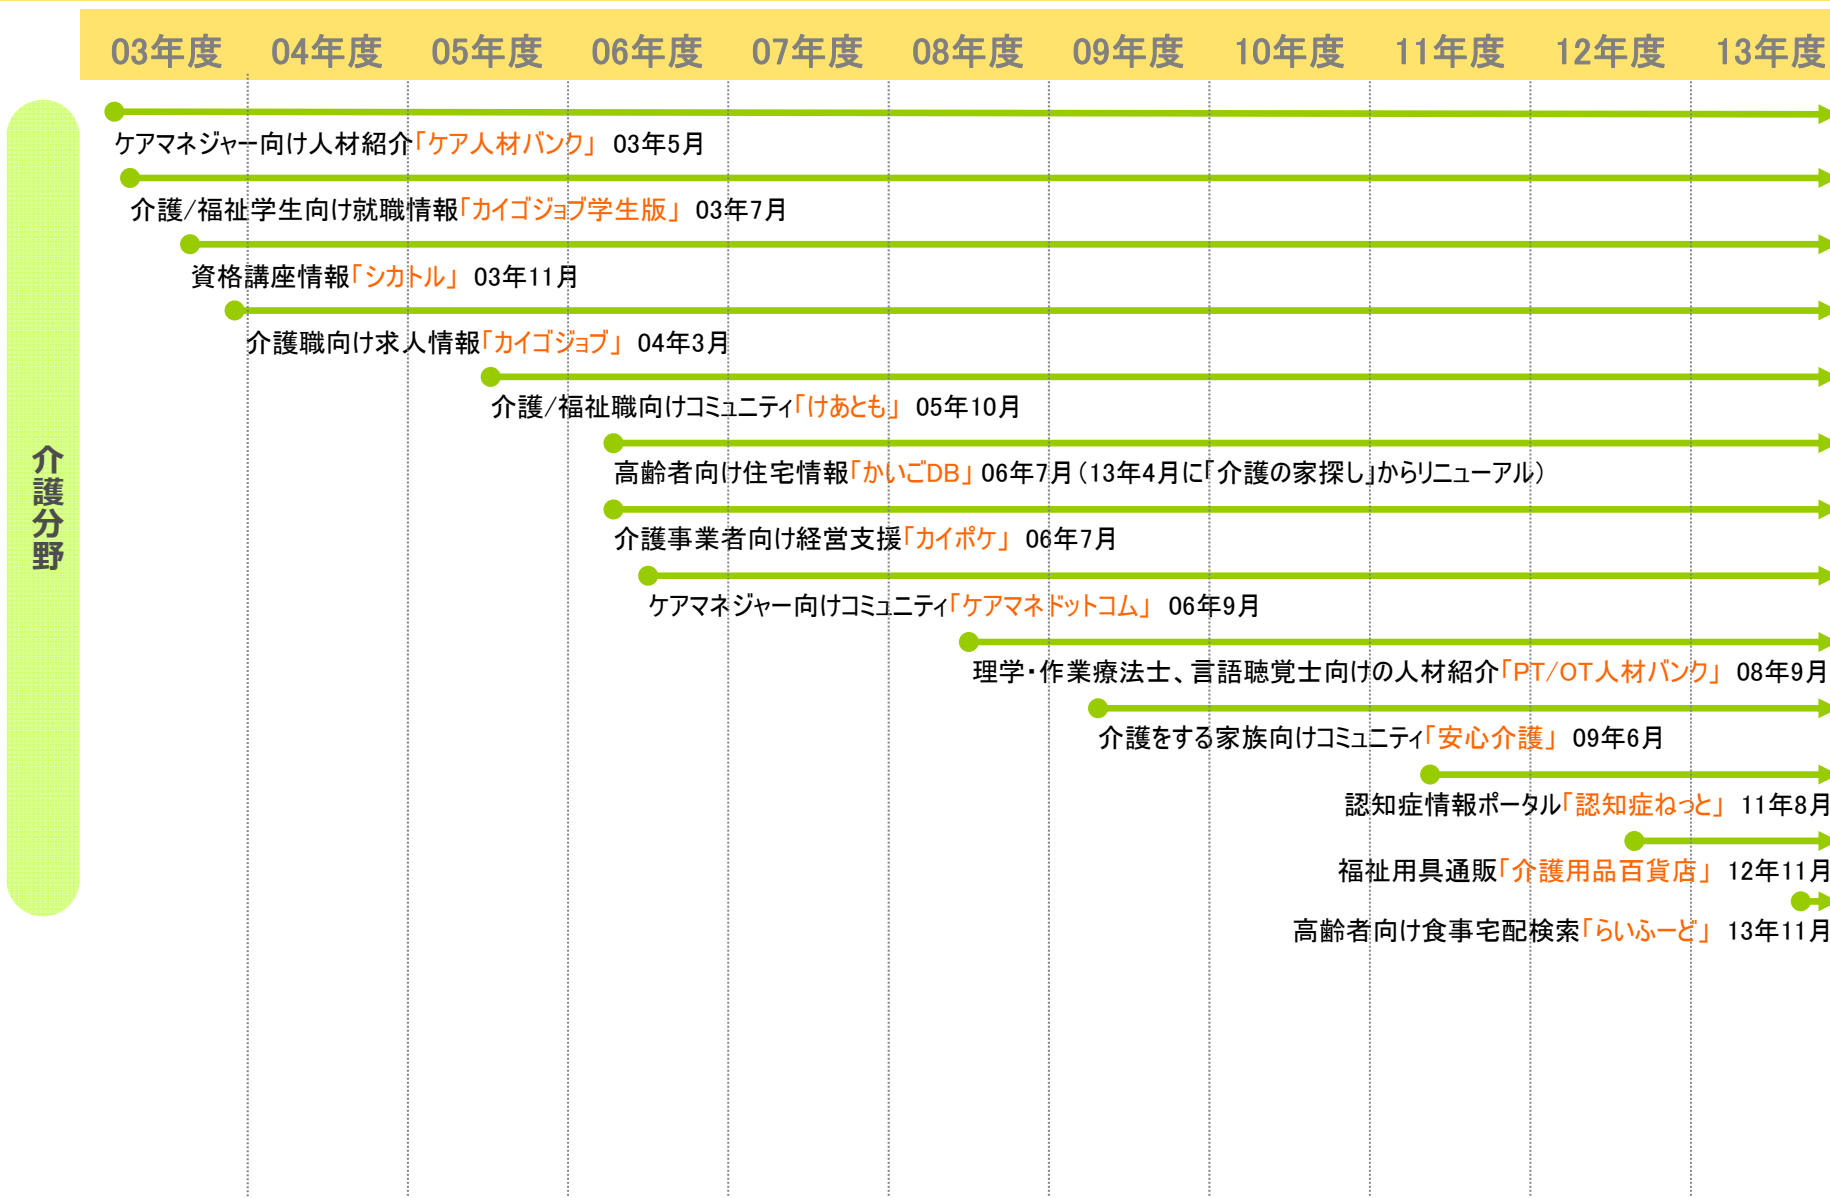 03年度 04年度 05年度 06年度 07年度 08年度 09年度 10年度 11年度 12年度 13年度
介護分野
ケアマネジャー向け人材紹介「ケア人材バンク」 03年5月
介護/福祉学生向け就職情報「カイゴジョブ学生版」 03年7月
資格講座情報「シカトル」 03年11月
介護職向け求人情報「カイゴジョブ」 04年3月
介護/福祉職向けコミュニティ「けあとも」 05年10月
高齢者向け住宅情報「かいごDB」 06年7月（13年4月に「介護の家探し」からリニューアル）
介護事業者向け経営支援「カイポケ」 06年7月
ケアマネジャー向けコミュニティ「ケアマネドットコム」 06年9月
理学・作業療法士、言語聴覚士向けの人材紹介「PT/OT人材バンク」 08年9月
介護をする家族向けコミュニティ「安心介護」 09年6月
認知症情報ポータル「認知症ねっと」 11年8月
福祉用具通販「介護用品百貨店」 12年11月
高齢者向け食事宅配検索「らいふーど」 13年11月